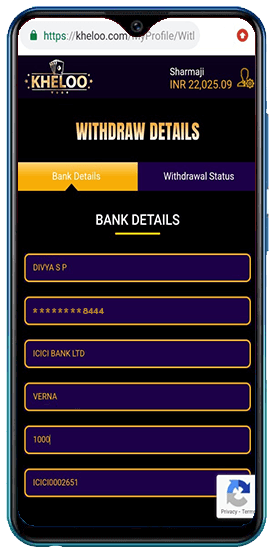 https://kheloo.com/myProfile/Witl
KHELOO
Sharmaji
INR 22,025.09
WITHDRAW DETAILS
Bank Details
Withdrawal Status
BANK DETAILS
DIVYA S P
********8444
ICICI BANK LTD
VERNA
1000
ICICI0002651
Privacy - Terms